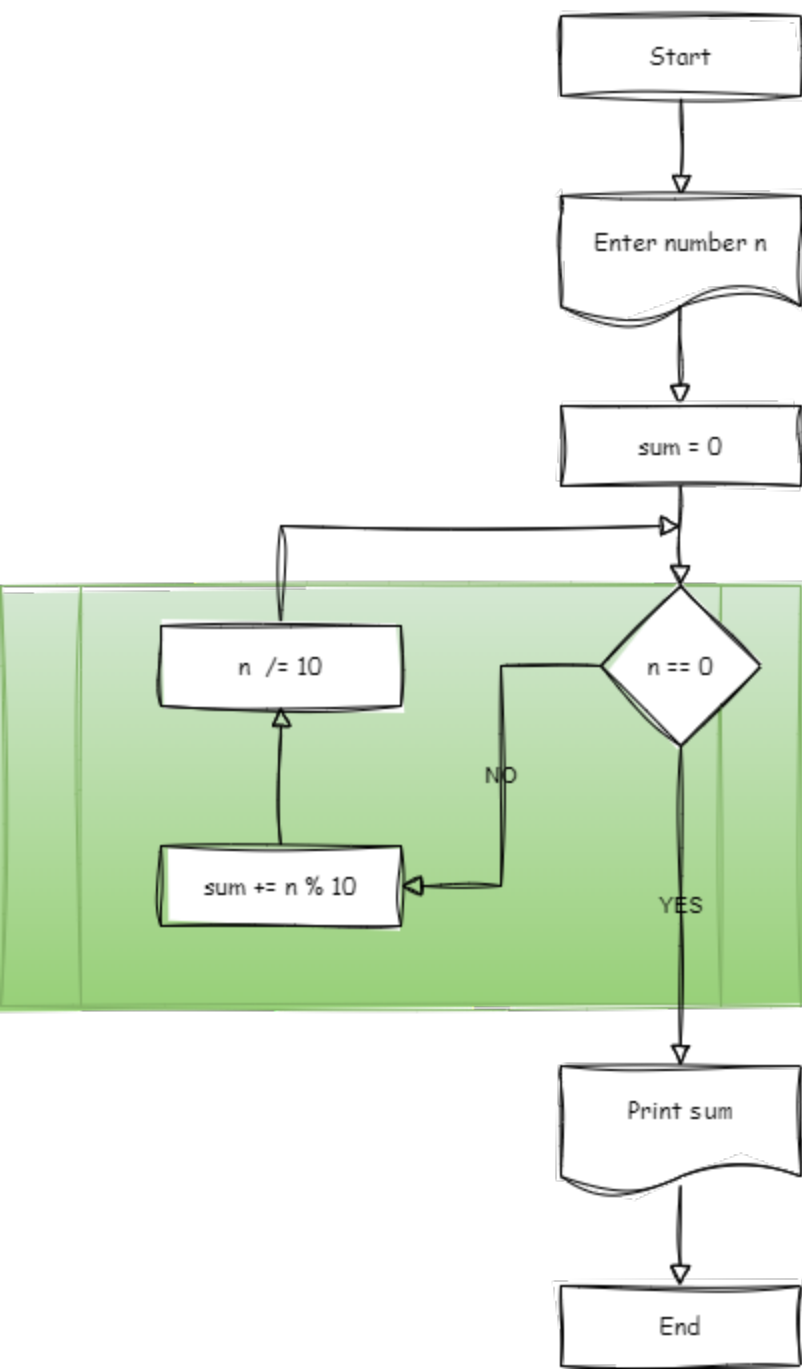 Start
Enter number n
sum = 0
n /= 10
n == 0
NO
sum += n % 10
YES
Print sum
End